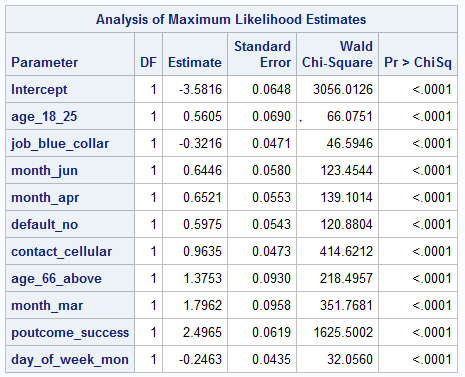 Analysis of Maximum Likelihood Estimates
Parameter DF Estimate Standard Error Wald Chi-Square Pr > ChiSq
Intercept 1 -3.5816 0.0648 3056.0126 <.0001
age_18_25 1 0.5605 0.0690 66.0751 <.0001
job_blue_collar 1 -0.3216 0.0471 46.5946 <.0001
month_jun 1 0.6446 0.0580 123.4544 <.0001
month_apr 1 0.6521 0.0553 139.1014 <.0001
default_no 1 0.5975 0.0543 120.8804 <.0001
contact_cellular 1 0.9635 0.0473 414.6212 <.0001
age_66_above 1 1.3753 0.0930 218.4957 <.0001
month_mar 1 1.7962 0.0958 351.7681 <.0001
poutcome_success 1 2.4965 0.0619 1625.5002 <.0001
day_of_week_mon 1 -0.2463 0.0435 32.0560 <.0001